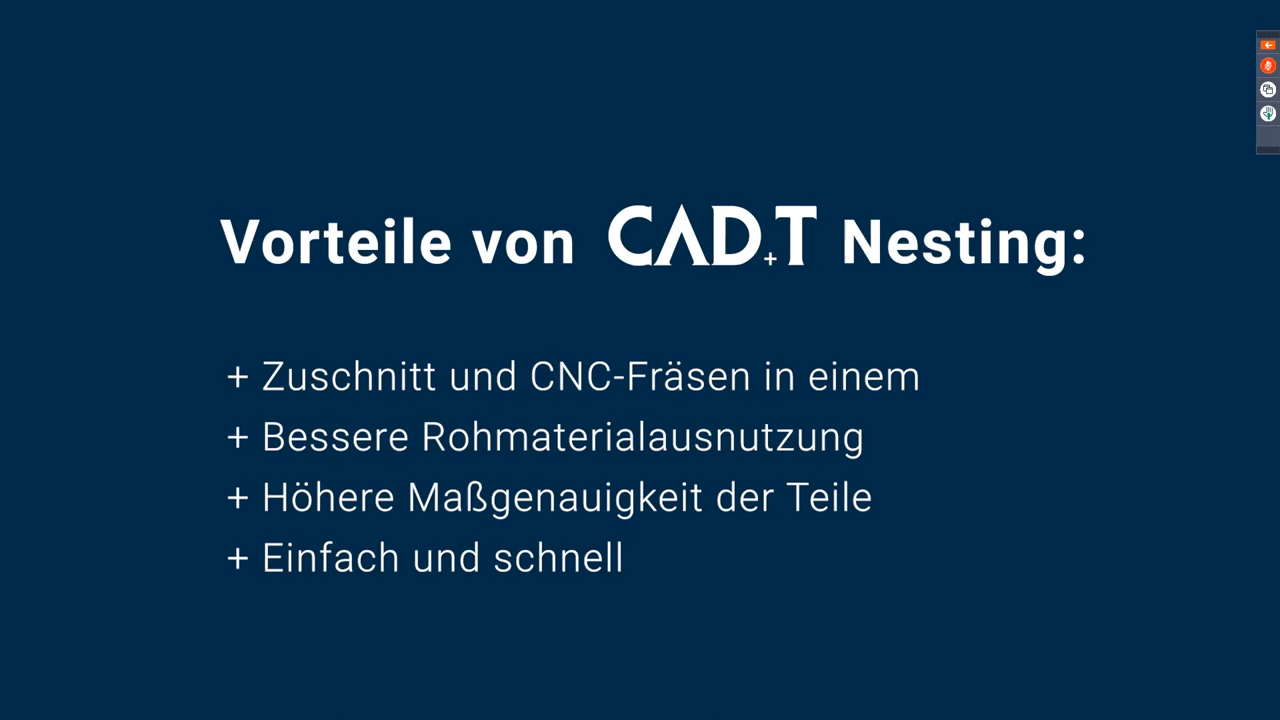 Vorteile von CAD+T Nesting:
+ Zuschnitt und CNC-Fräsen in einem
+ Bessere Rohmaterialausnutzung
+ Höhere Maßgenauigkeit der Teile
+ Einfach und schnell